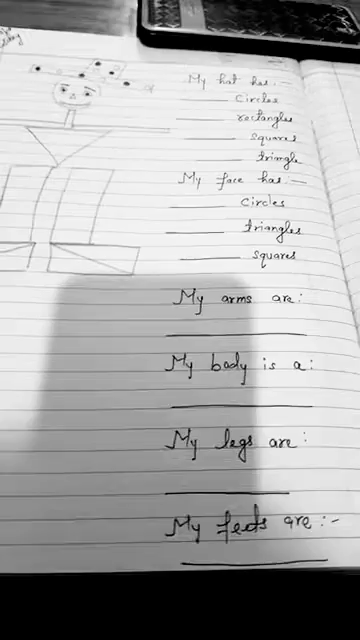 My hat has :-
Circles
rectangles
squares
triangle
My face has :-
Circles
triangles
squares
My arms are:
My body is a:
My legs are:
My feets are :-